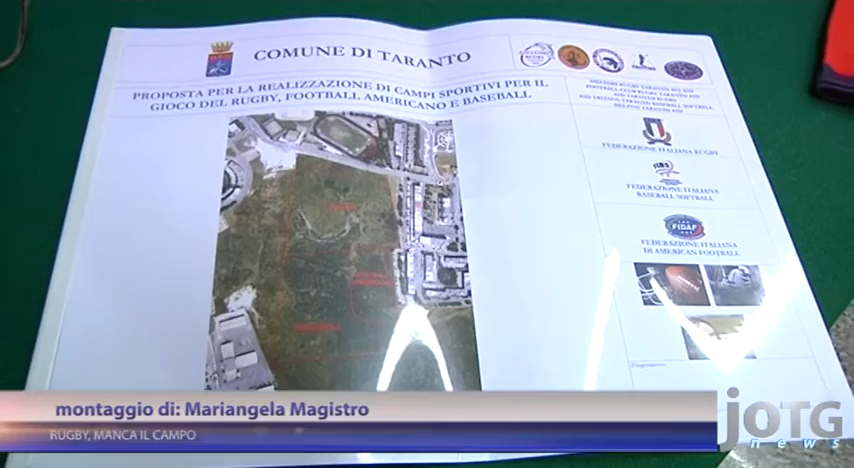 COMUNE DI TARANTO
PROPOSTA PER LA REALIZZAZIONE DI CAMPI SPORTIVI PER IL
GIOCO DEL RUGBY, FOOTBALL AMERICANO E BASEBALL
FEDERAZIONE ITALIANA RUGBY
FEDERAZIONE ITALIANA
BASEBALL SOFTBALL
FIDAF
FEDERAZIONE ITALIANA
DI AMERICAN FOOTBALL
montaggio di: Mariangela Magistro
RUGBY, MANCA IL CAMPO
jOTG
news